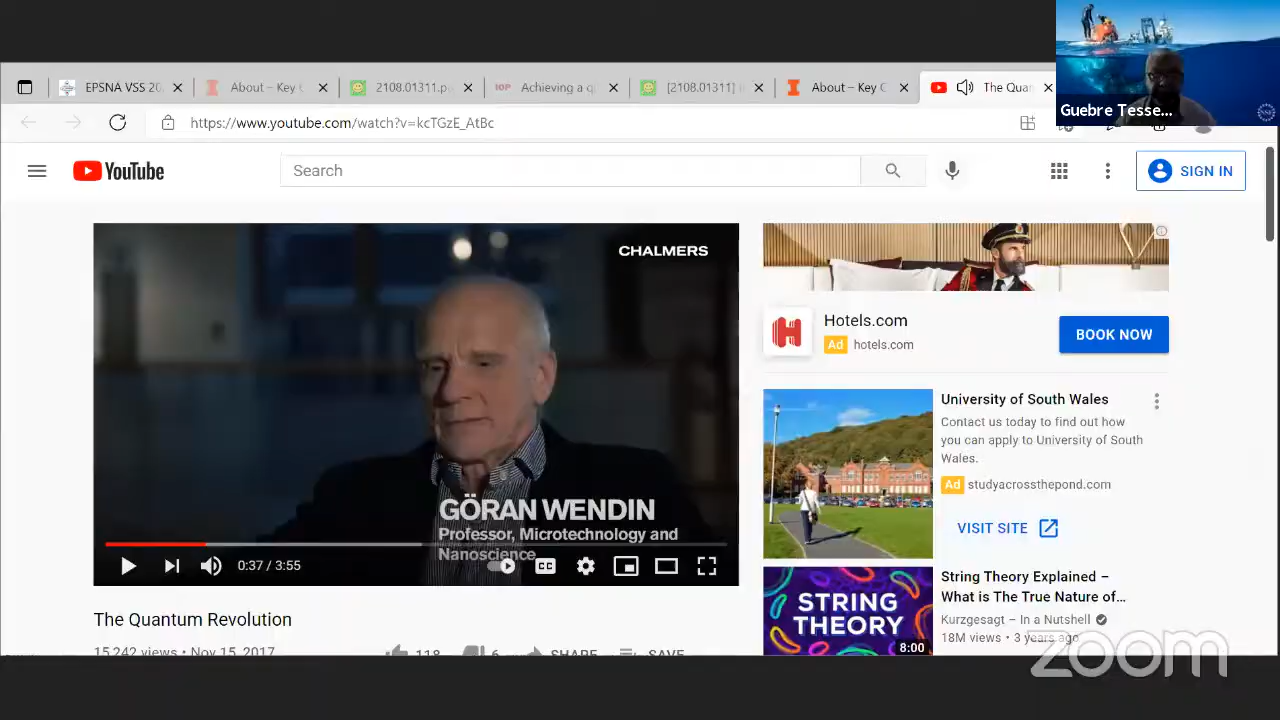 EPSNA VSS 20
About – Key C
2108.01311.p
IOP Achieving a q
[2108.01311]
About – Key C
The Quan
Guebre Tesse...
https://www.youtube.com/watch?v=kcTGzE_AtBc
YouTube
Search
SIGN IN
CHALMERS
GÖRAN WENDIN
Professor, Microtechnology and
Nanoscience
0:37 / 3:55
CC
The Quantum Revolution
15,242 views • Nov 15, 2017
118
6
SHARE
SAVE
Hotels.com
Ad hotels.com
BOOK NOW
University of South Wales
Contact us today to find out how
you can apply to University of South
Wales.
Ad studyacrossthepond.com
VISIT SITE
STRING
THEORY
8:00
String Theory Explained –
What is The True Nature of...
Kurzgesagt – In a Nutshell
18M views • 3 years ago
zoom